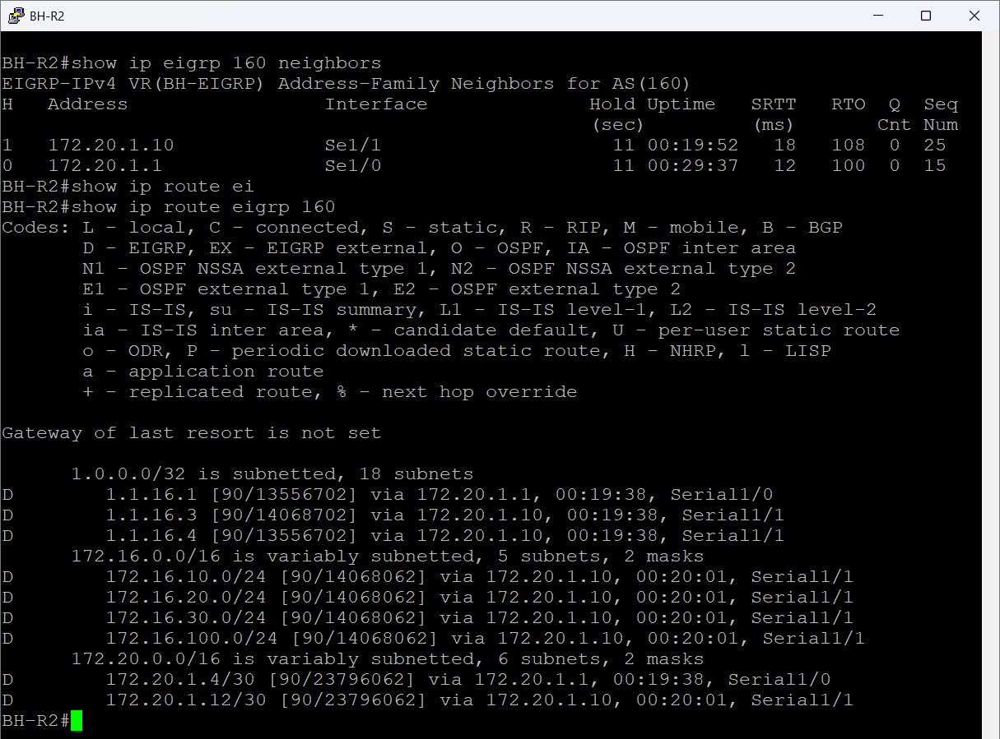 BH-R2
BH-R2#show ip eigrp 160 neighbors
EIGRP-IPv4 VR(BH-EIGRP) Address-Family Neighbors for AS(160)
H   Address                 Interface              Hold Uptime   SRTT   RTO  Q  Seq
                                                   (sec)         (ms)       Cnt Num
1   172.20.1.10             Se1/1                    11 00:19:52   18   108  0  25
0   172.20.1.1              Se1/0                    11 00:29:37   12   100  0  15
BH-R2#show ip route ei
BH-R2#show ip route eigrp 160
Codes: L - local, C - connected, S - static, R - RIP, M - mobile, B - BGP
       D - EIGRP, EX - EIGRP external, O - OSPF, IA - OSPF inter area
       N1 - OSPF NSSA external type 1, N2 - OSPF NSSA external type 2
       E1 - OSPF external type 1, E2 - OSPF external type 2
       i - IS-IS, su - IS-IS summary, L1 - IS-IS level-1, L2 - IS-IS level-2
       ia - IS-IS inter area, * - candidate default, U - per-user static route
       o - ODR, P - periodic downloaded static route, H - NHRP, l - LISP
       a - application route
       + - replicated route, % - next hop override
Gateway of last resort is not set
      1.0.0.0/32 is subnetted, 18 subnets
D        1.1.16.1 [90/13556702] via 172.20.1.1, 00:19:38, Serial1/0
D        1.1.16.3 [90/14068702] via 172.20.1.10, 00:19:38, Serial1/1
D        1.1.16.4 [90/13556702] via 172.20.1.10, 00:19:38, Serial1/1
      172.16.0.0/16 is variably subnetted, 5 subnets, 2 masks
D        172.16.10.0/24 [90/14068062] via 172.20.1.10, 00:20:01, Serial1/1
D        172.16.20.0/24 [90/14068062] via 172.20.1.10, 00:20:01, Serial1/1
D        172.16.30.0/24 [90/14068062] via 172.20.1.10, 00:20:01, Serial1/1
D        172.16.100.0/24 [90/14068062] via 172.20.1.10, 00:20:01, Serial1/1
      172.20.0.0/16 is variably subnetted, 6 subnets, 2 masks
D        172.20.1.4/30 [90/23796062] via 172.20.1.1, 00:19:38, Serial1/0
D        172.20.1.12/30 [90/23796062] via 172.20.1.10, 00:20:01, Serial1/1
BH-R2#